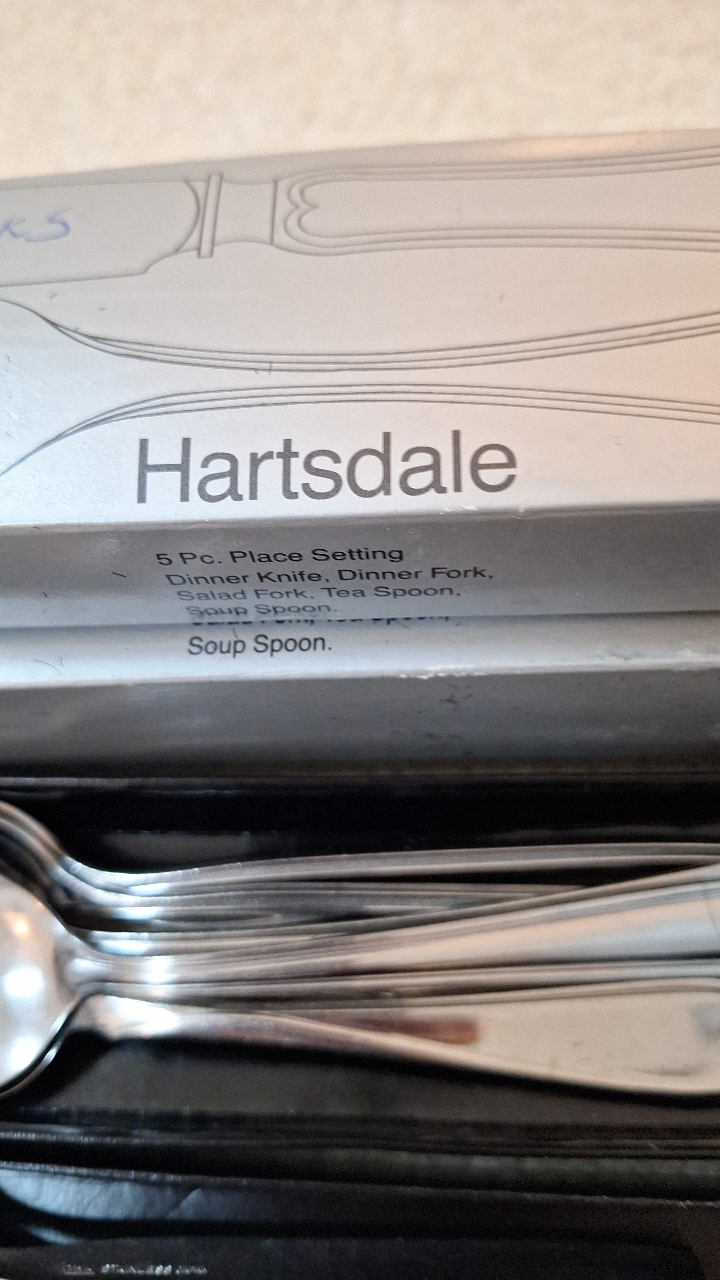 Hartsdale
5 Pc. Place Setting
Dinner Knife, Dinner Fork,
Salad Fork, Tea Spoon,
Soup Spoon.
Soup Spoon.